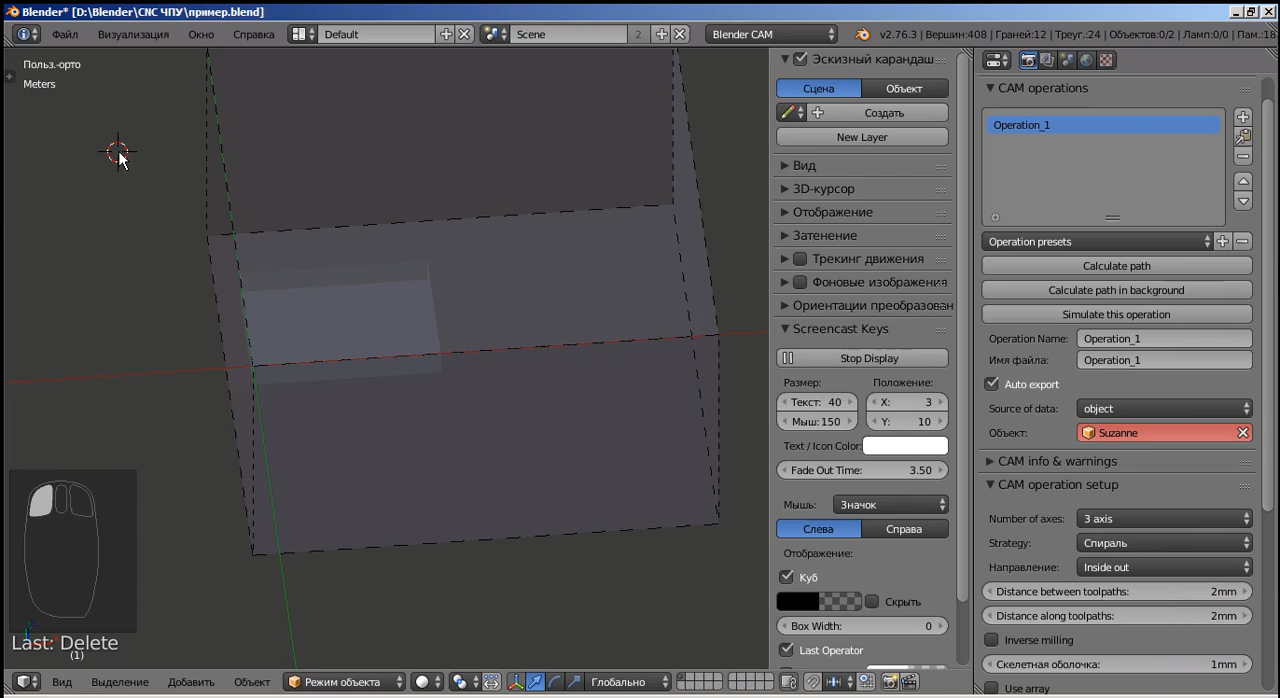 Blender* [D:\Blender\CNC ЧПУ\пример.blend]
Файл Визуализация Окно Справка Default Scene 2 Blender CAM v2.76.3 | Вершин:408 | Граней:12 | Треуг.:24 | Объектов:0/2 | Ламп:0/0 | Пам.:18
Польз.-орто
Meters
Last: Delete
(1)
Вид Выделение Добавить Объект Режим объекта Глобально
Эскизный карандаш
Сцена Объект
Создать
New Layer
Вид
3D-курсор
Отображение
Затенение
Трекинг движения
Фоновые изображения
Ориентации преобразован
Screencast Keys
Stop Display
Размер: Положение:
Текст: 40 X: 3
Мыш: 150 Y: 10
Text / Icon Color:
Fade Out Time: 3.50
Мышь: Значок
Слева Справа
Отображение:
Куб
Скрыть
Box Width: 0
Last Operator
CAM operations
Operation_1
Operation presets
Calculate path
Calculate path in background
Simulate this operation
Operation Name: Operation_1
Имя файла: Operation_1
Auto export
Source of data: object
Объект: Suzanne
CAM info & warnings
CAM operation setup
Number of axes: 3 axis
Strategy: Спираль
Направление: Inside out
Distance between toolpaths: 2mm
Distance along toolpaths: 2mm
Inverse milling
Скелетная оболочка: 1mm
Use array